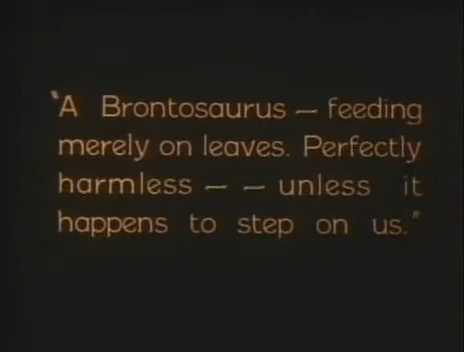 "A Brontosaurus — feeding
merely on leaves. Perfectly
harmless — — unless it
happens to step on us."